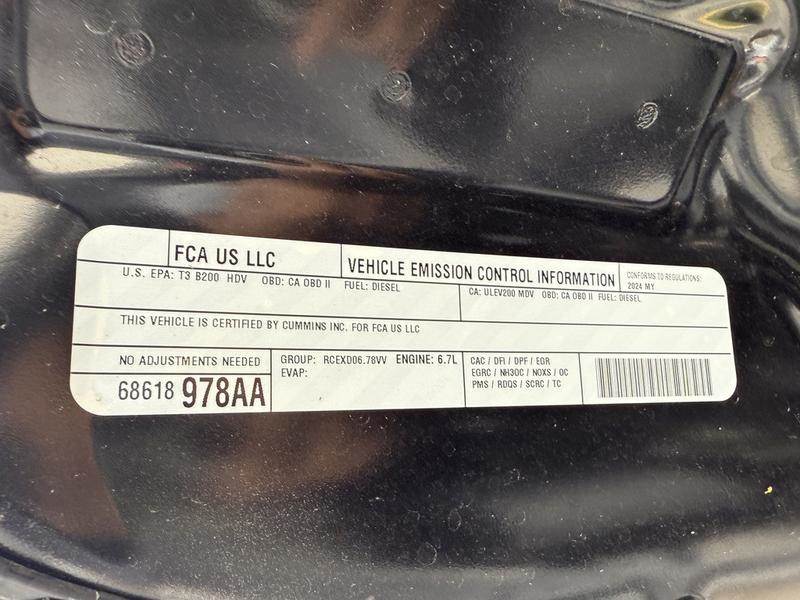 FCA US LLC
VEHICLE EMISSION CONTROL INFORMATION
CONFORMS TO REGULATIONS:
2024 MY
U.S. EPA: T3 B200 HDV OBD: CA OBD II FUEL: DIESEL
CA: ULEV200 MDV OBD: CA OBD II FUEL: DIESEL
THIS VEHICLE IS CERTIFIED BY CUMMINS INC. FOR FCA US LLC
NO ADJUSTMENTS NEEDED
68618 978AA
GROUP: RCEXD06.78VV ENGINE: 6.7L
EVAP:
CAC / DFI / DPF / EGR
EGRC / NH3OC / NOXS / OC
PMS / RDQS / SCRC / TC